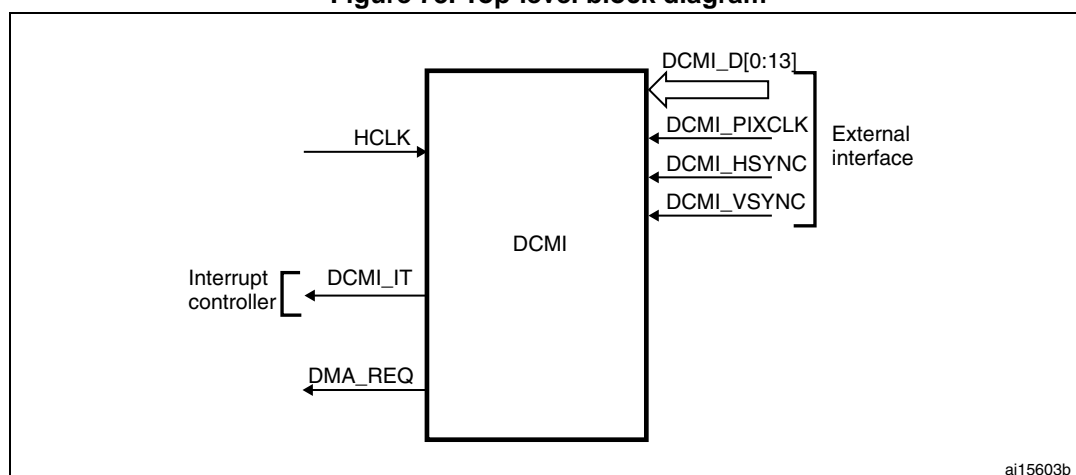 DCMI_D[0:13]
DCMI_PIXCLK
External
interface
HCLK
DCMI_HSYNC
DCMI_VSYNC
DCMI
Interrupt
controller
DCMI_IT
DMA_REQ
ai15603b